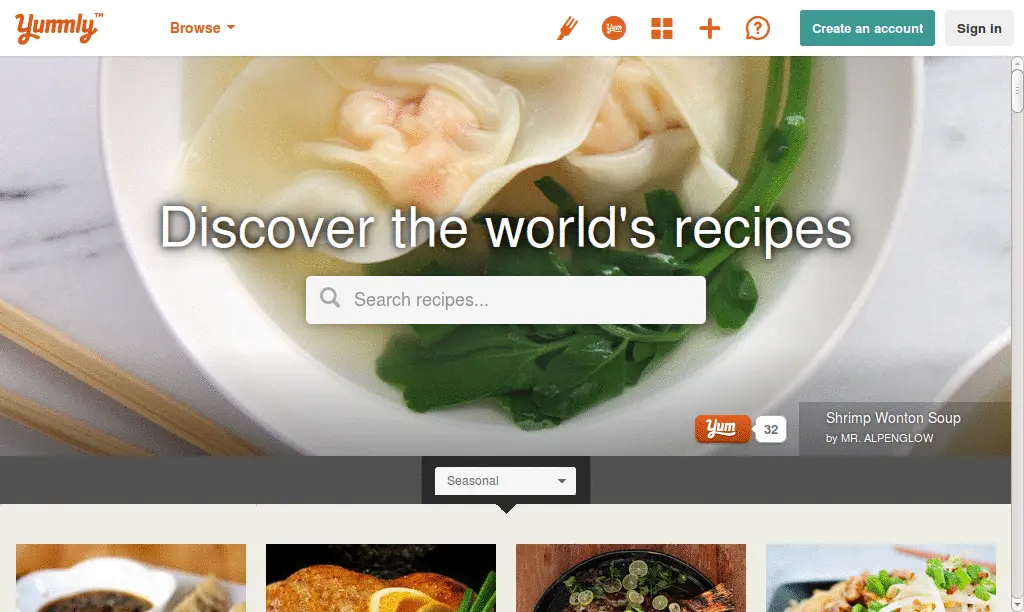 Yummly™
Browse
Yum
Create an account
Sign in
Discover the world's recipes
Search recipes...
Yum
32
Shrimp Wonton Soup
by MR. ALPENGLOW
Seasonal